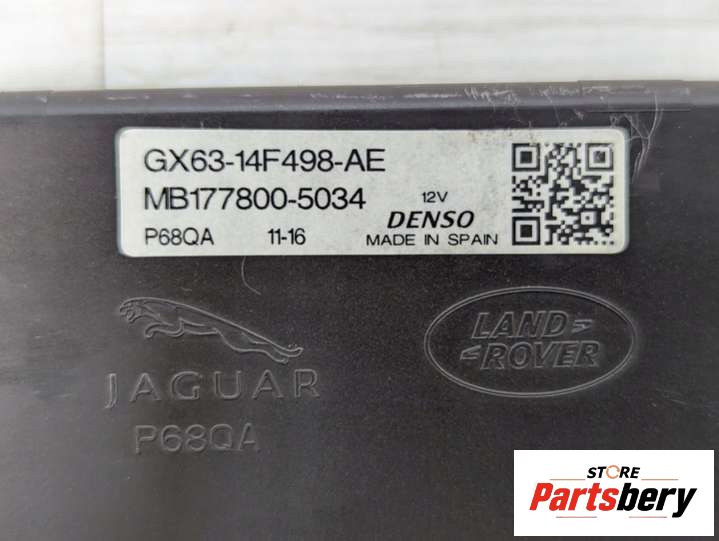 GX63-14F498-AE
MB177800-5034 12V DENSO
P68QA 11-16 MADE IN SPAIN
JAGUAR
LAND
ROVER
P68QA
STORE
Partsbery